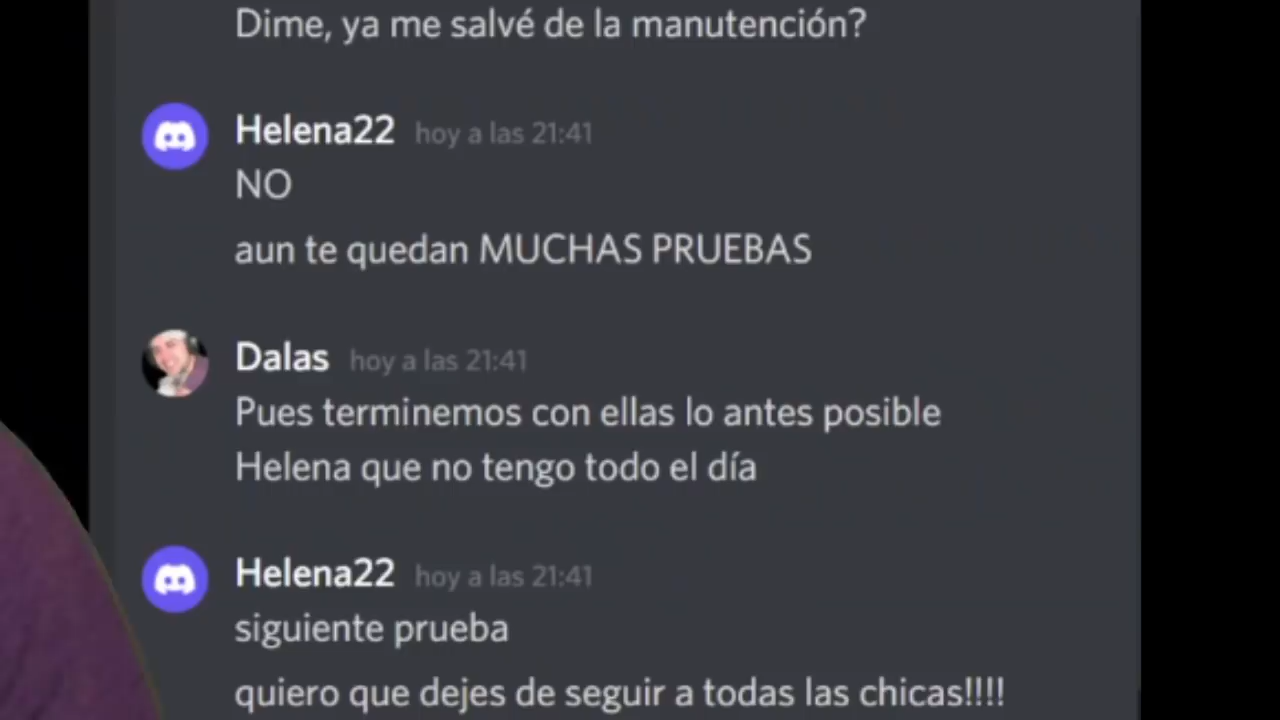 Dime, ya me salvé de la manutención?
Helena22 hoy a las 21:41
NO
aun te quedan MUCHAS PRUEBAS
Dalas hoy a las 21:41
Pues terminemos con ellas lo antes posible
Helena que no tengo todo el día
Helena22 hoy a las 21:41
siguiente prueba
quiero que dejes de seguir a todas las chicas!!!!